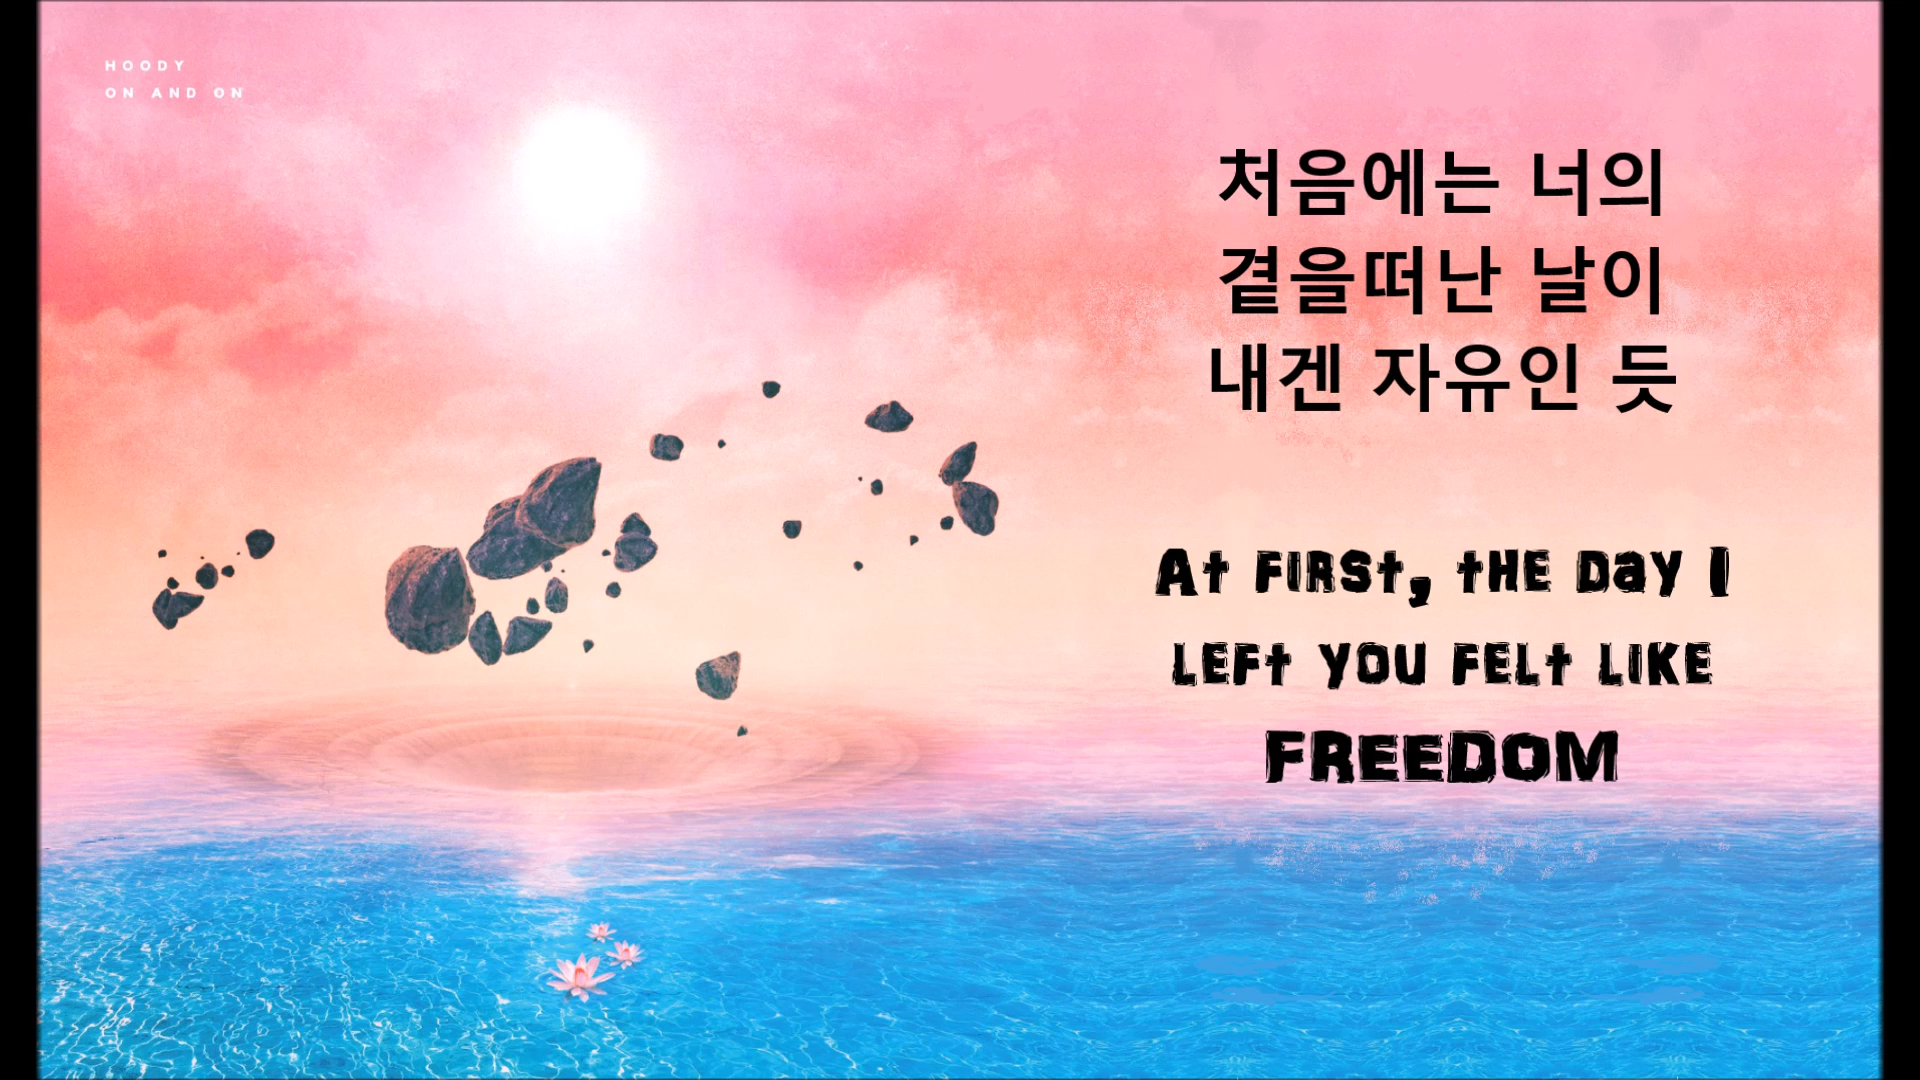 HOODY
ON AND ON
처음에는 너의
곁을떠난 날이
내겐 자유인 듯
At first, the day I
left you felt like
FREEDOM